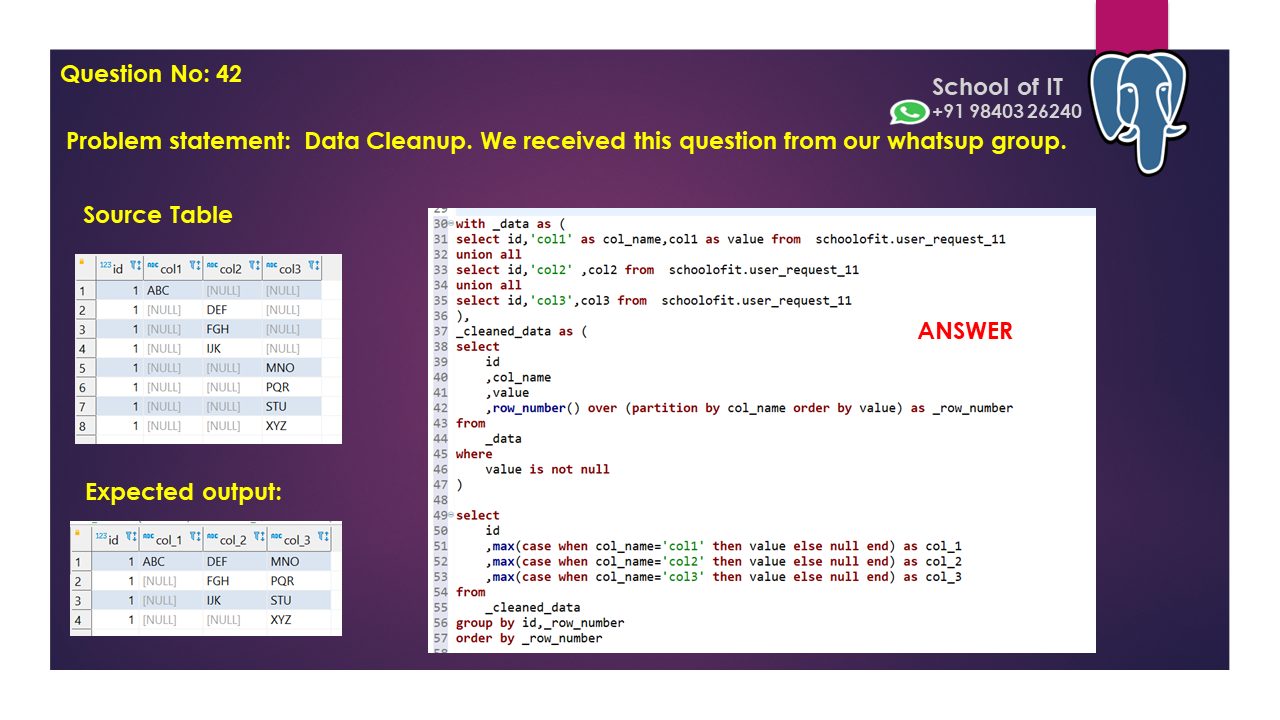 Question No: 42
School of IT
+91 98403 26240
Problem statement:  Data Cleanup. We received this question from our whatsup group.
Source Table
123 id ABC col1 ABC col2 ABC col3
1 1 ABC [NULL] [NULL]
2 1 [NULL] DEF [NULL]
3 1 [NULL] FGH [NULL]
4 1 [NULL] IJK [NULL]
5 1 [NULL] [NULL] MNO
6 1 [NULL] [NULL] PQR
7 1 [NULL] [NULL] STU
8 1 [NULL] [NULL] XYZ
Expected output:
123 id ABC col_1 ABC col_2 ABC col_3
1 1 ABC DEF MNO
2 1 [NULL] FGH PQR
3 1 [NULL] IJK STU
4 1 [NULL] [NULL] XYZ
29
30 with _data as (
31 select id,'col1' as col_name,col1 as value from  schoolofit.user_request_11
32 union all
33 select id,'col2' ,col2 from  schoolofit.user_request_11
34 union all
35 select id,'col3',col3 from  schoolofit.user_request_11
36 ),
37 _cleaned_data as (
38 select
39     id
40     ,col_name
41     ,value
42     ,row_number() over (partition by col_name order by value) as _row_number
43 from
44     _data
45 where
46     value is not null
47 )
48
49 select
50     id
51     ,max(case when col_name='col1' then value else null end) as col_1
52     ,max(case when col_name='col2' then value else null end) as col_2
53     ,max(case when col_name='col3' then value else null end) as col_3
54 from
55     _cleaned_data
56 group by id,_row_number
57 order by _row_number
58
ANSWER